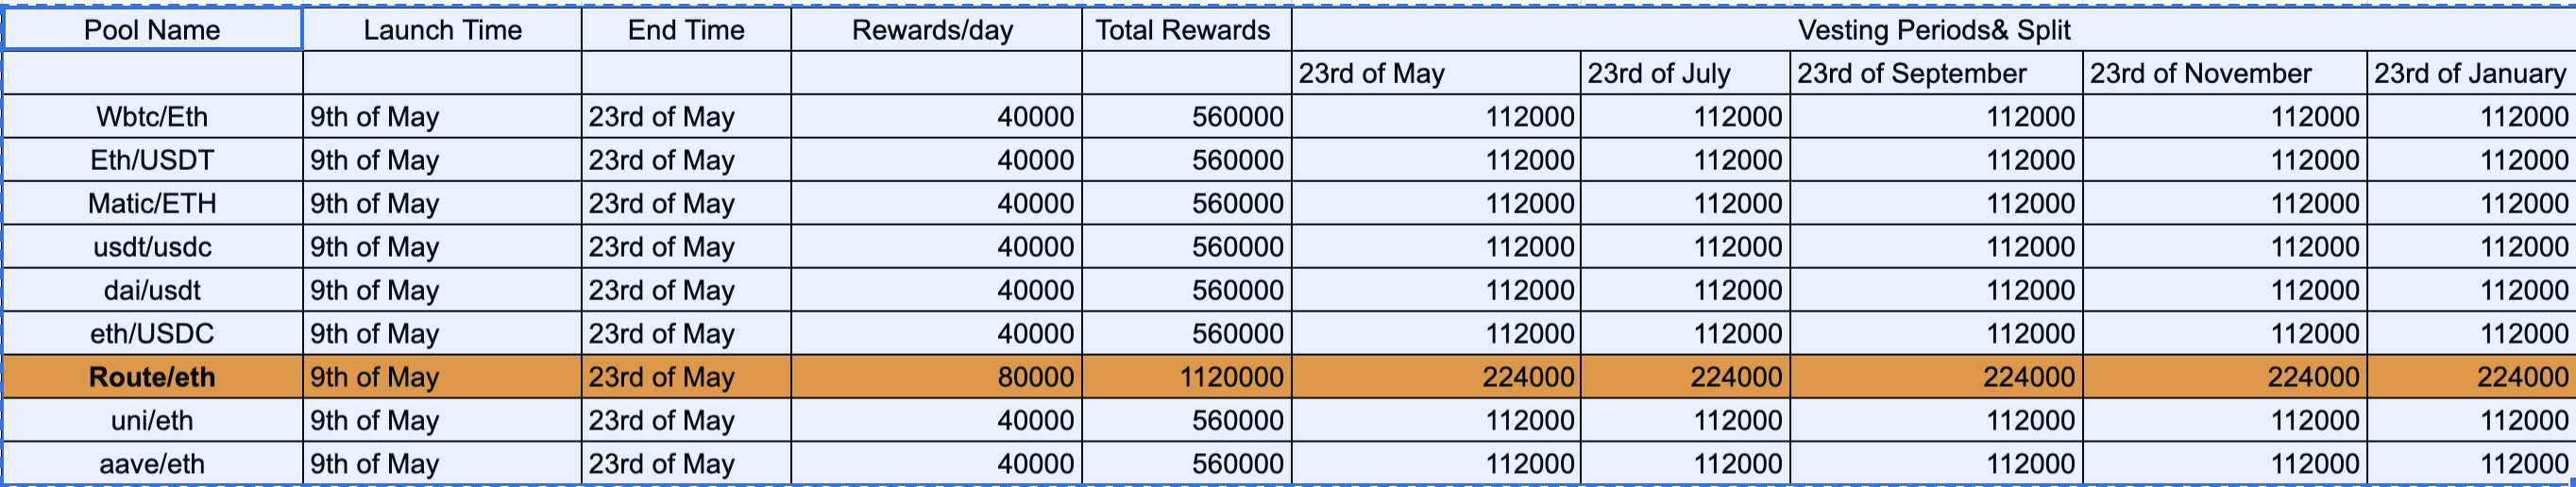 Pool Name Launch Time End Time Rewards/day Total Rewards Vesting Periods& Split
23rd of May 23rd of July 23rd of September 23rd of November 23rd of January
Wbtc/Eth 9th of May 23rd of May 40000 560000 112000 112000 112000 112000 112000
Eth/USDT 9th of May 23rd of May 40000 560000 112000 112000 112000 112000 112000
Matic/ETH 9th of May 23rd of May 40000 560000 112000 112000 112000 112000 112000
usdt/usdc 9th of May 23rd of May 40000 560000 112000 112000 112000 112000 112000
dai/usdt 9th of May 23rd of May 40000 560000 112000 112000 112000 112000 112000
eth/USDC 9th of May 23rd of May 40000 560000 112000 112000 112000 112000 112000
Route/eth 9th of May 23rd of May 80000 1120000 224000 224000 224000 224000 224000
uni/eth 9th of May 23rd of May 40000 560000 112000 112000 112000 112000 112000
aave/eth 9th of May 23rd of May 40000 560000 112000 112000 112000 112000 112000